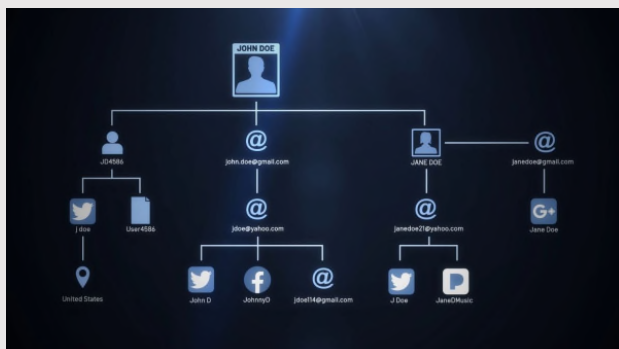 JOHN DOE
JD4586
john.doe@gmail.com
JANE DOE
janedoe@gmail.com
j doe
User4586
jdoe@yahoo.com
janedoe21@yahoo.com
Jane Doe
United States
John D
JohnnyD
jdoe114@gmail.com
J Doe
JaneDMusic